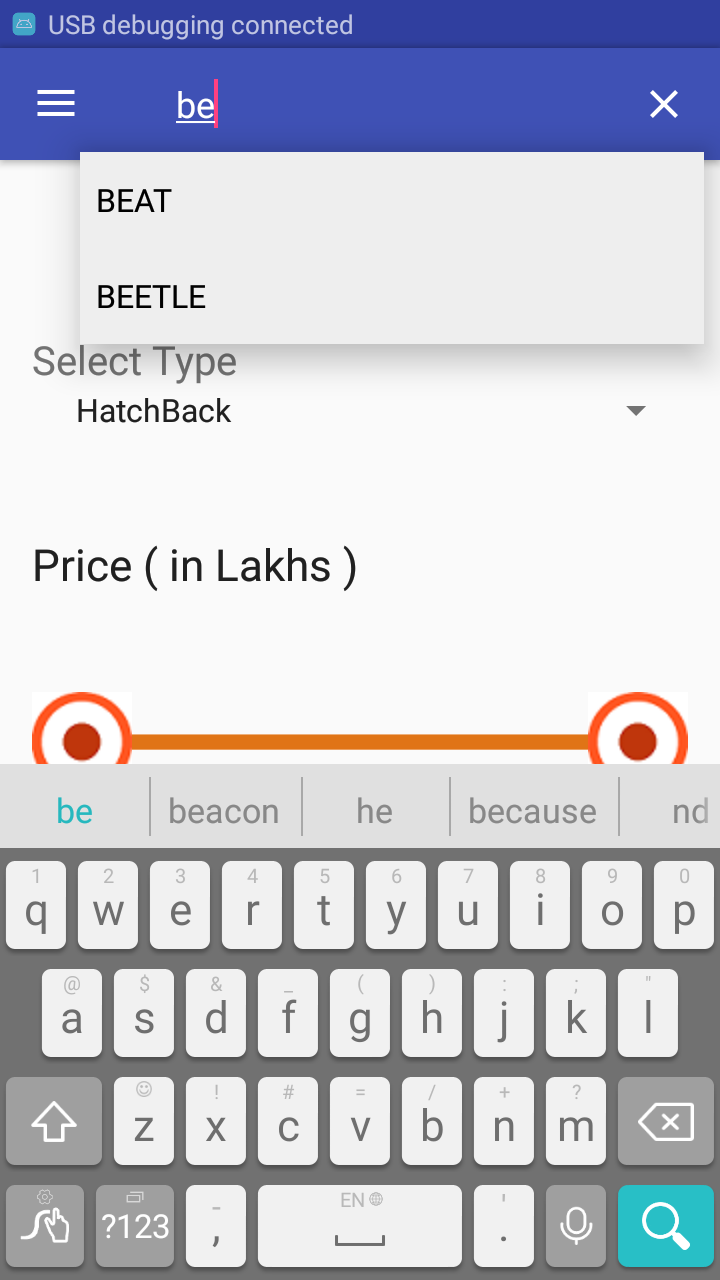 USB debugging connected
be
BEAT
BEETLE
Select Type
HatchBack
Price ( in Lakhs )
be beacon he because nd
1 2 3 4 5 6 7 8 9 0
q w e r t y u i o p
@ $ & _ ( ) : ; "
a s d f g h j k l
! # = / + ?
z x c v b n m
- EN '
?123 , .